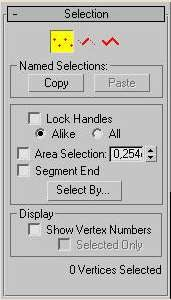 - Selection
Named Selections:
Copy Paste
Lock Handles
Alike All
Area Selection: 0,254
Segment End
Select By...
Display
Show Vertex Numbers
Selected Only
0 Vertices Selected